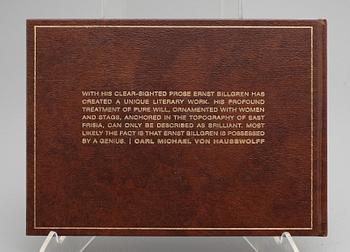 WITH HIS CLEAR-SIGHTED PROSE ERNST BILLGREN HAS
CREATED A UNIQUE LITERARY WORK. HIS PROFOUND
TREATMENT OF PURE WILL, ORNAMENTED WITH WOMEN
AND STAGS, ANCHORED IN THE TOPOGRAPHY OF EAST
FRISIA, CAN ONLY BE DESCRIBED AS BRILLIANT. MOST
LIKELY THE FACT IS THAT ERNST BILLGREN IS POSSESSED
BY A GENIUS. | CARL MICHAEL VON HAUSSWOLFF